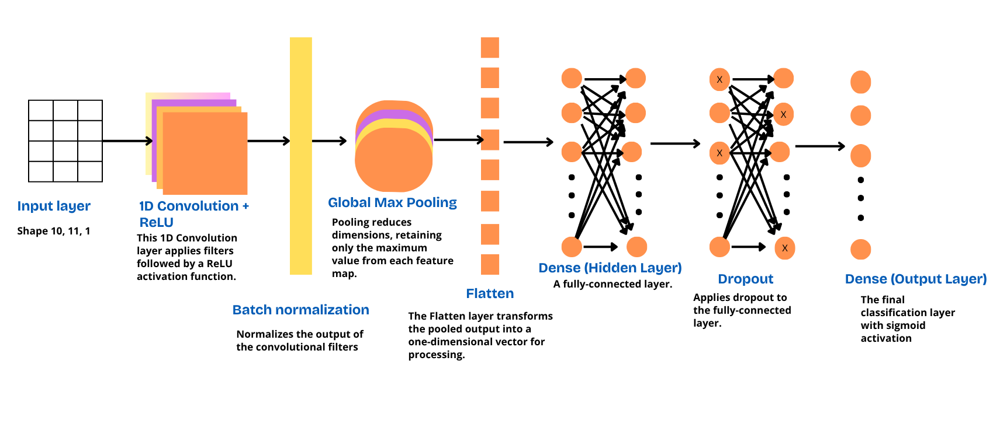 Input layer
Shape 10, 11, 1
1D Convolution +
ReLU
This 1D Convolution
layer applies filters
followed by a ReLU
activation function.
Batch normalization
Normalizes the output of
the convolutional filters
Global Max Pooling
Pooling reduces
dimensions, retaining
only the maximum
value from each feature
map.
Flatten
The Flatten layer transforms
the pooled output into a
one-dimensional vector for
processing.
Dense (Hidden Layer)
A fully-connected layer.
X
X
X
X
Dropout
Applies dropout to
the fully-connected
layer.
Dense (Output Layer)
The final
classification layer
with sigmoid
activation